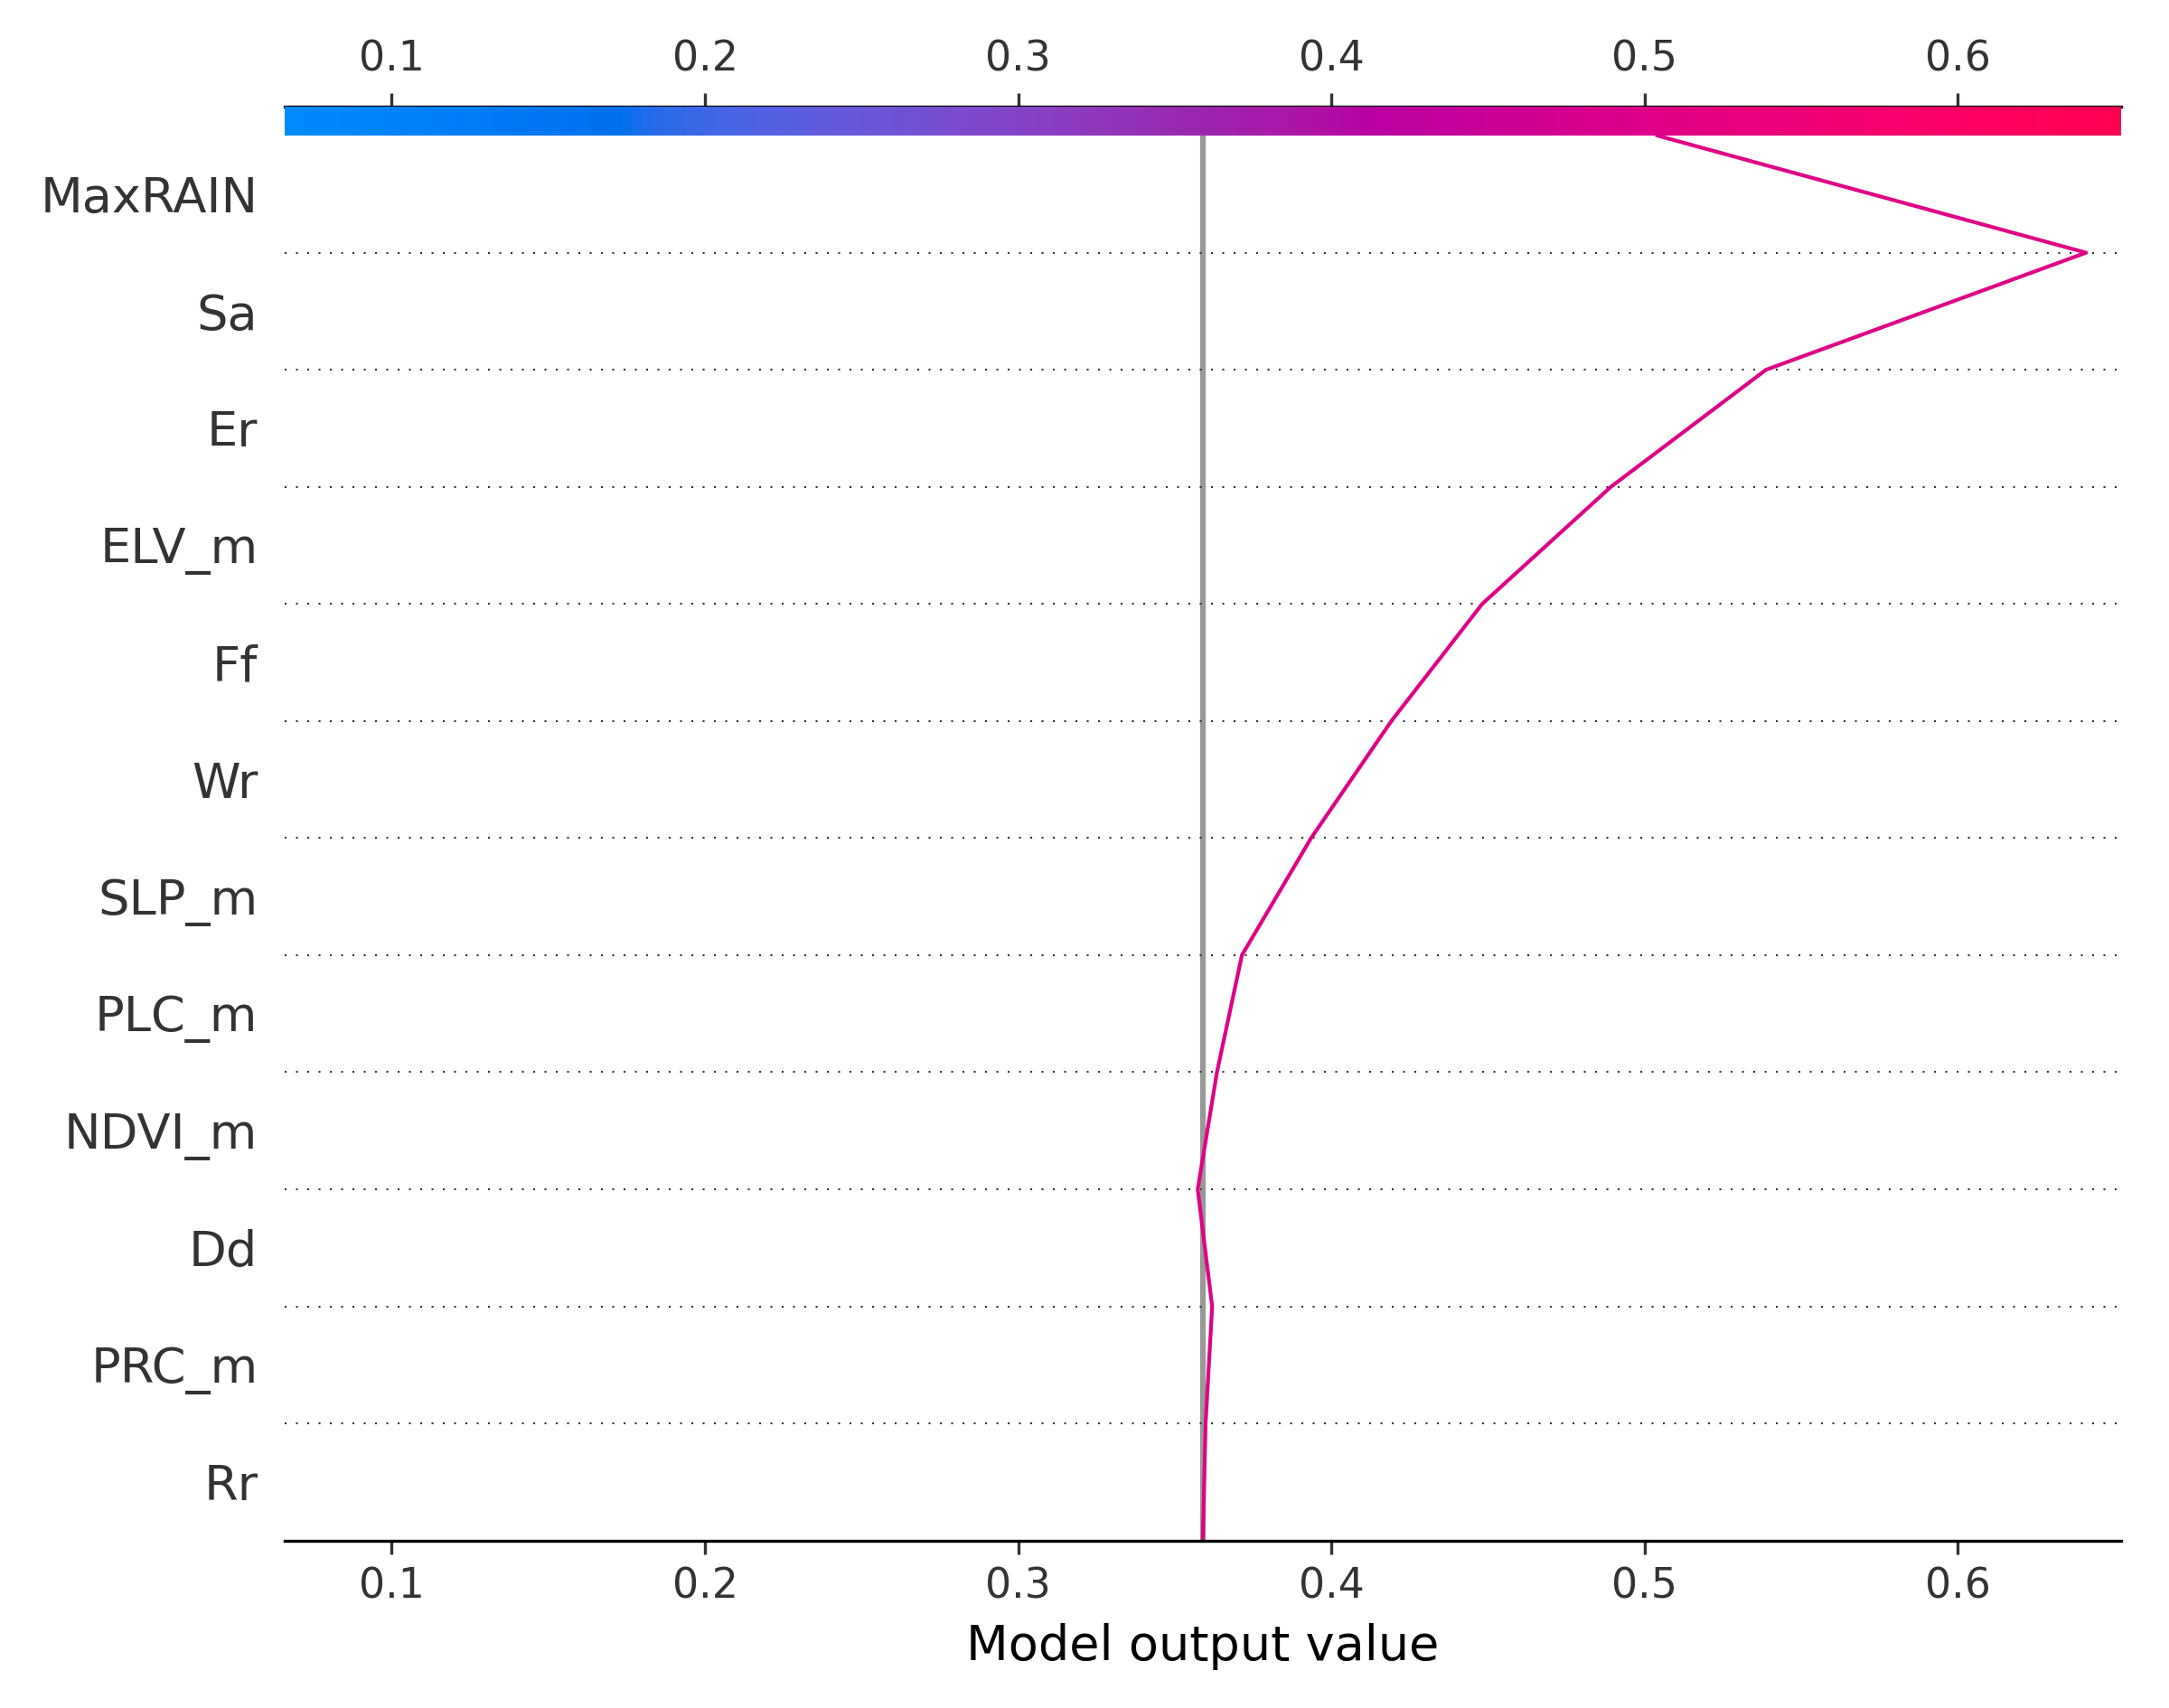 0.1 0.2 0.3 0.4 0.5 0.6
MaxRAIN
Sa
Er
ELV_m
Ff
Wr
SLP_m
PLC_m
NDVI_m
Dd
PRC_m
Rr
0.1 0.2 0.3 0.4 0.5 0.6
Model output value